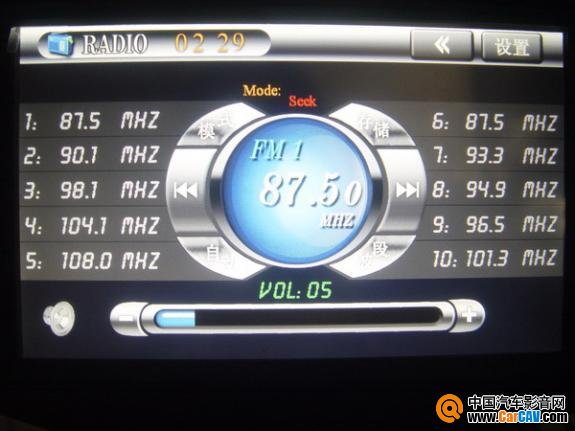 RADIO 02 29 « 设置
Mode:
Seek
1: 87.5 MHZ
2: 90.1 MHZ
3: 98.1 MHZ
4: 104.1 MHZ
5: 108.0 MHZ
模式
存储
FM 1
87.50
MHZ
自动
段
6: 87.5 MHZ
7: 93.3 MHZ
8: 94.9 MHZ
9: 96.5 MHZ
10: 101.3 MHZ
VOL: 05
- +
中国汽车影音网
www.CarCAV.com